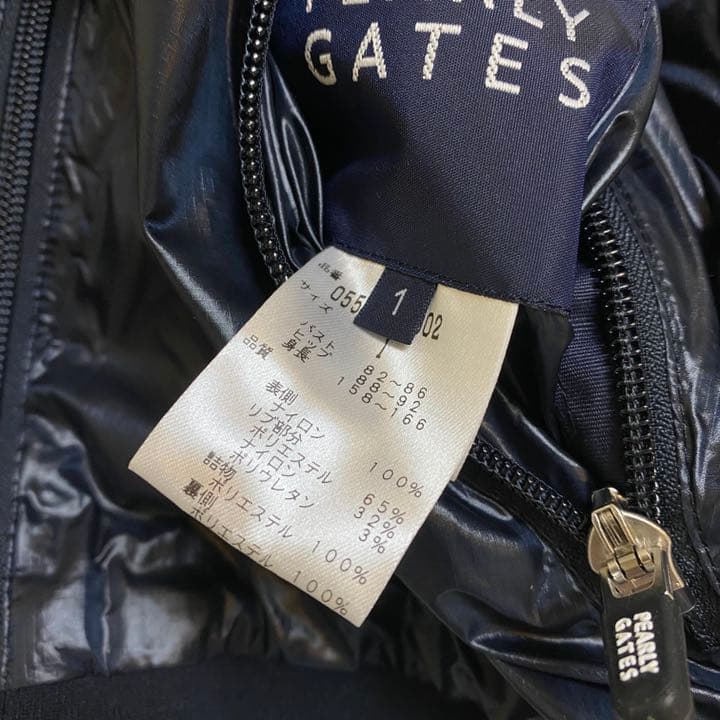 PEARLY
GATES
1
品番 055 02
サイズ 1
バスト 82~86
ヒップ 88~92
身長 158~166
品質
表側
ナイロン 100%
リブ部分
ポリエステル 65%
ナイロン 32%
ポリウレタン 3%
詰物
ポリエステル 100%
裏側
ポリエステル 100%
PEARLY
GATES